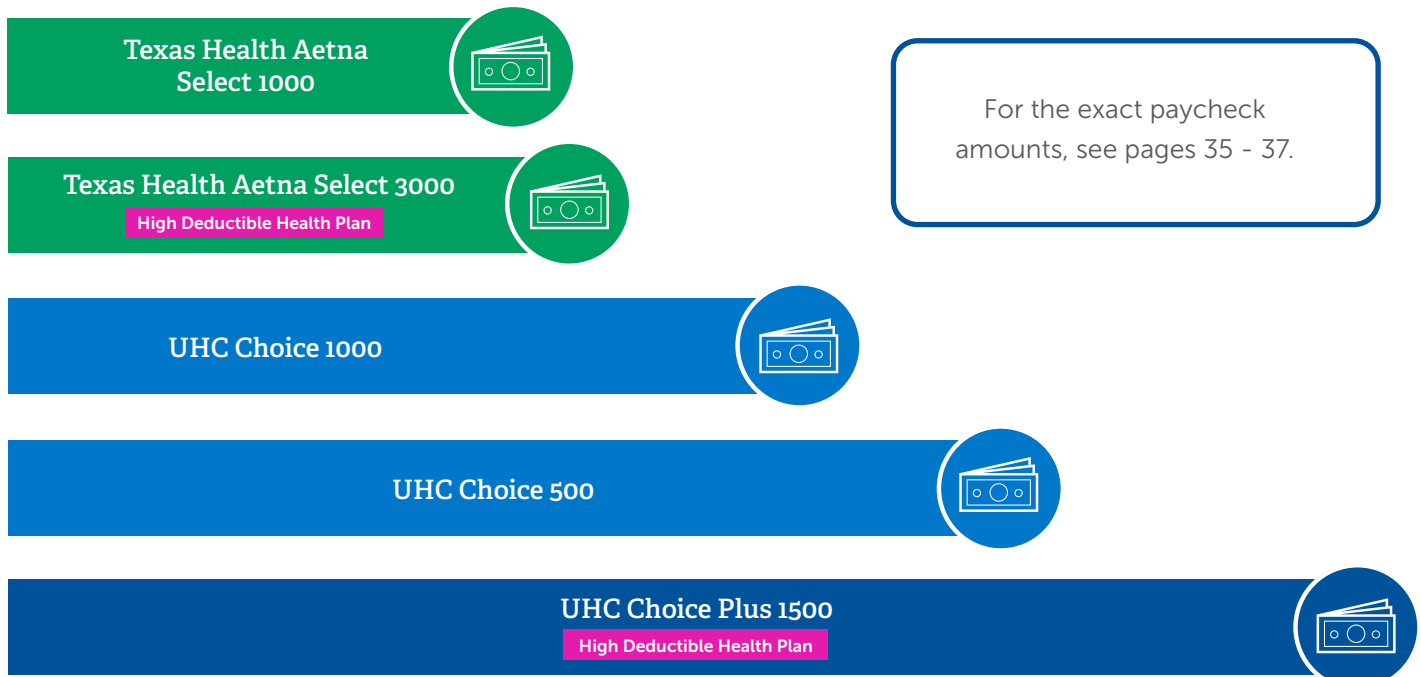 Texas Health Aetna
Select 1000
For the exact paycheck
amounts, see pages 35 - 37.
Texas Health Aetna Select 3000
High Deductible Health Plan
UHC Choice 1000
UHC Choice 500
UHC Choice Plus 1500
High Deductible Health Plan